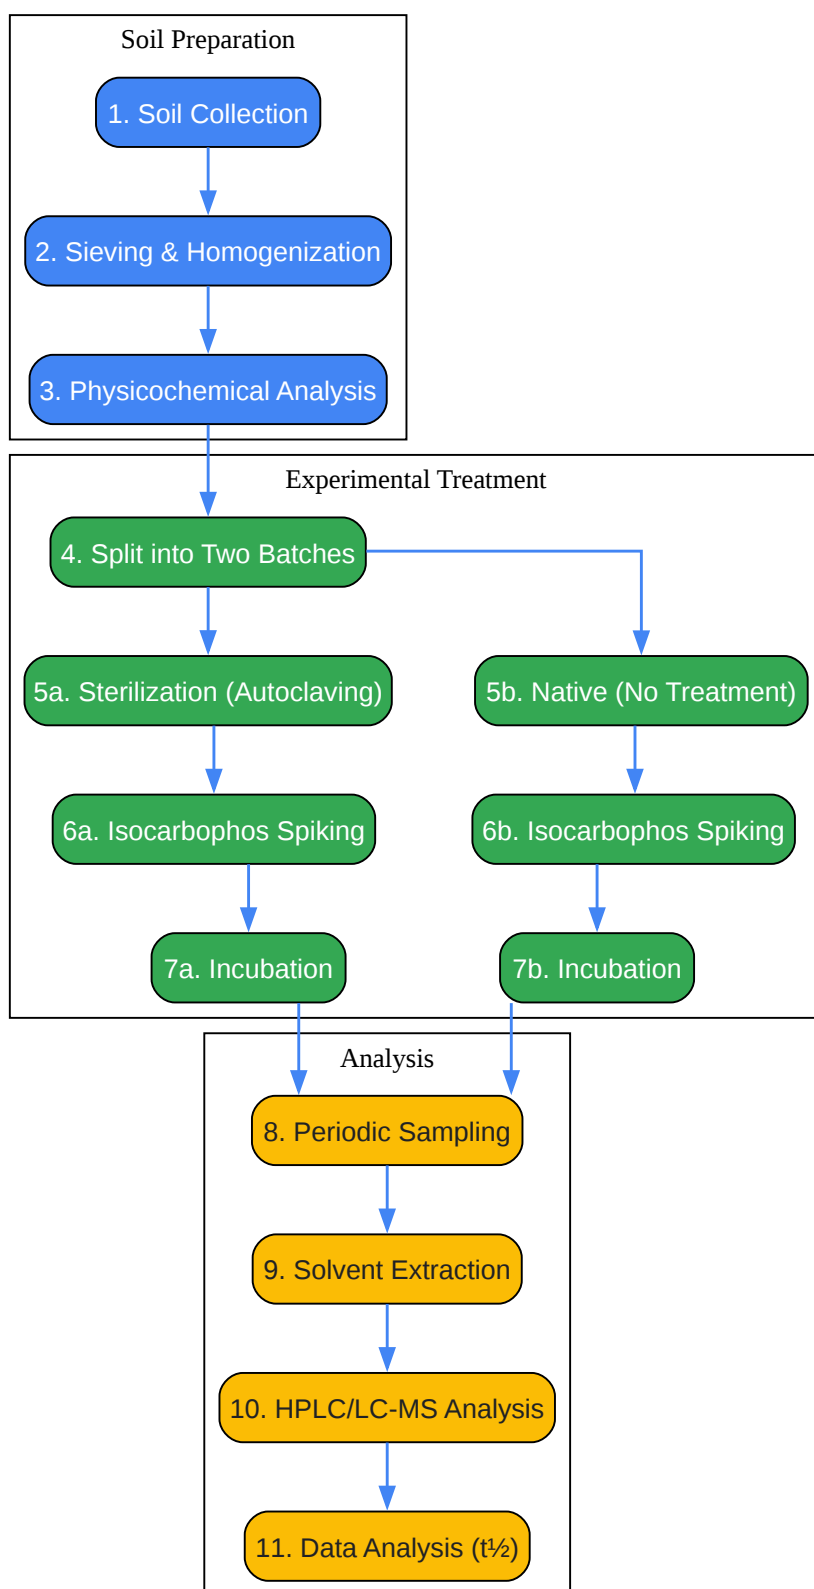 Soil Preparation
1. Soil Collection
2. Sieving & Homogenization
3. Physicochemical Analysis
Experimental Treatment
4. Split into Two Batches
5a. Sterilization (Autoclaving)
5b. Native (No Treatment)
6a. Isocarbophos Spiking
6b. Isocarbophos Spiking
7a. Incubation
7b. Incubation
Analysis
8. Periodic Sampling
9. Solvent Extraction
10. HPLC/LC-MS Analysis
11. Data Analysis (t½)